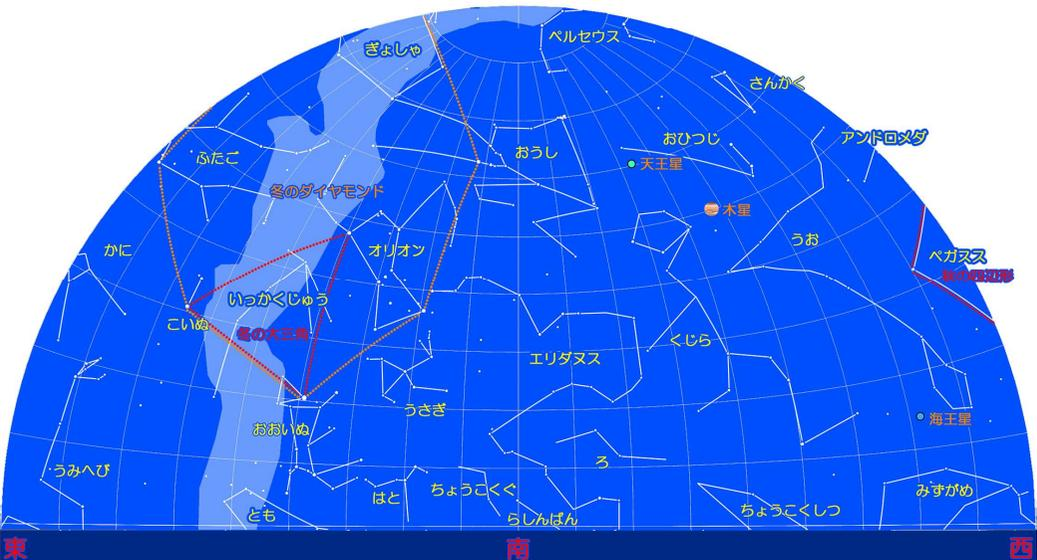 ペルセウス
ぎょしゃ
さんかく
アンドロメダ
おひつじ
おうし
ふたご
天王星
冬のダイヤモンド
木星
うお
オリオン
かに
ペガスス
秋の四辺形
いっかくじゅう
こいぬ
冬の大三角
くじら
エリダヌス
うさぎ
海王星
おおいぬ
ろ
うみへび
ちょうこくぐ
みずがめ
はと
ちょうこくしつ
とも
らしんばん
東
南
西